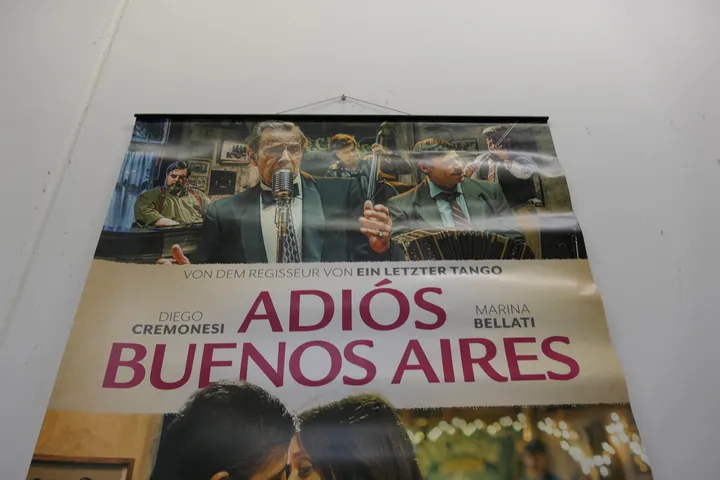 VON DEM REGISSEUR VON EIN LETZTER TANGO
DIEGO
CREMONESI
ADIÓS
MARINA
BELLATI
BUENOS AIRES